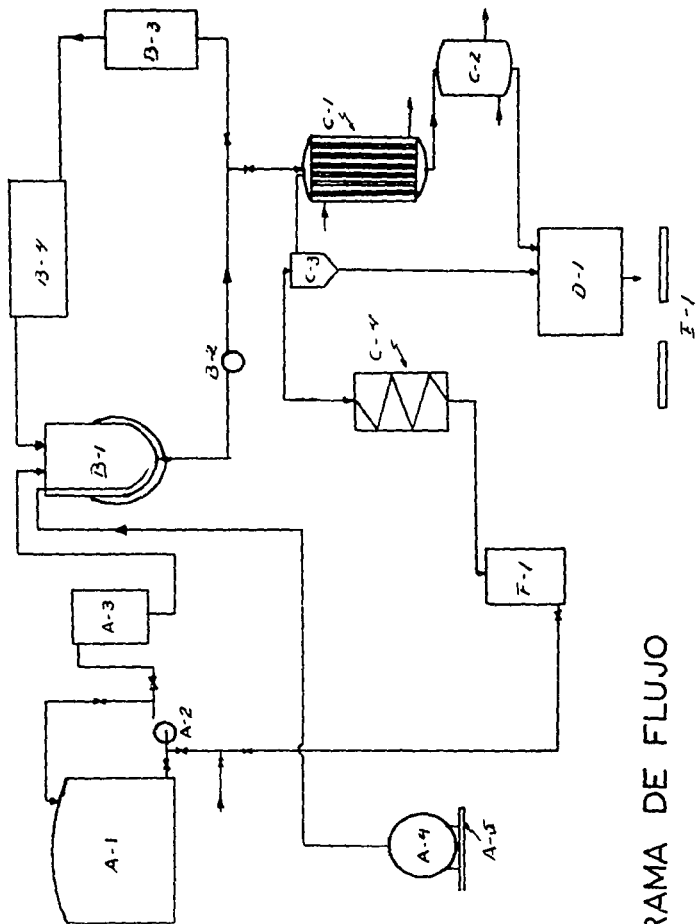 B-3
B-4
B-1
B-2
C-1
C-2
C-3
C-4
D-1
E-1
A-3
A-2
A-1
A-4
A-5
F-1
RAMA DE FLUJO